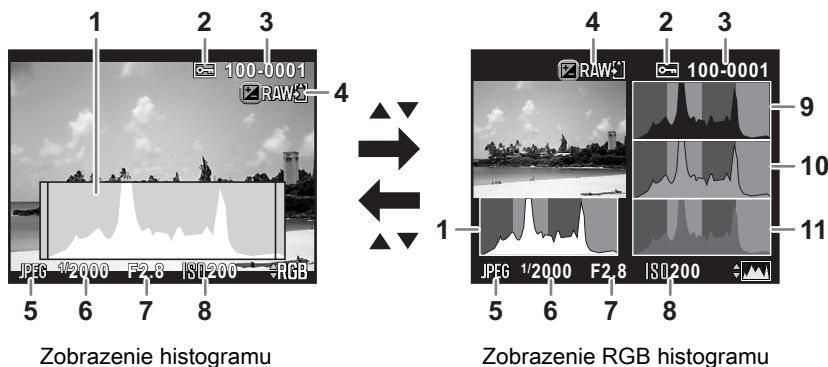 1 2 3
100-0001
RAW 4
JPEG 1/2000 F2.8 ISO200 RGB
5 6 7 8
Zobrazenie histogramu
4 2 3
RAW 100-0001
9
10
1 11
JPEG 1/2000 F2.8 ISO200
5 6 7 8
Zobrazenie RGB histogramu